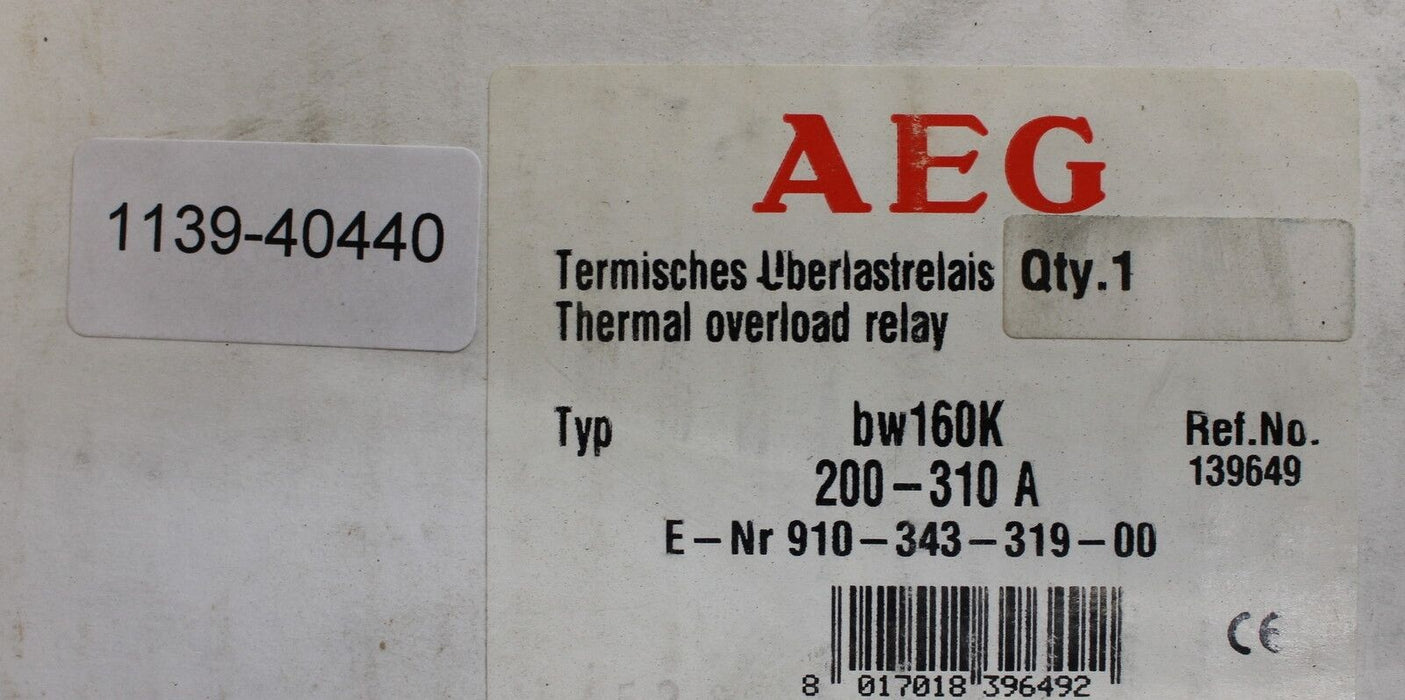 1139-40440
AEG
Termisches Überlastrelais Qty.1
Thermal overload relay
Typ bw160K Ref.No.
200-310 A 139649
E-Nr 910-343-319-00
CE
8 017018 396492